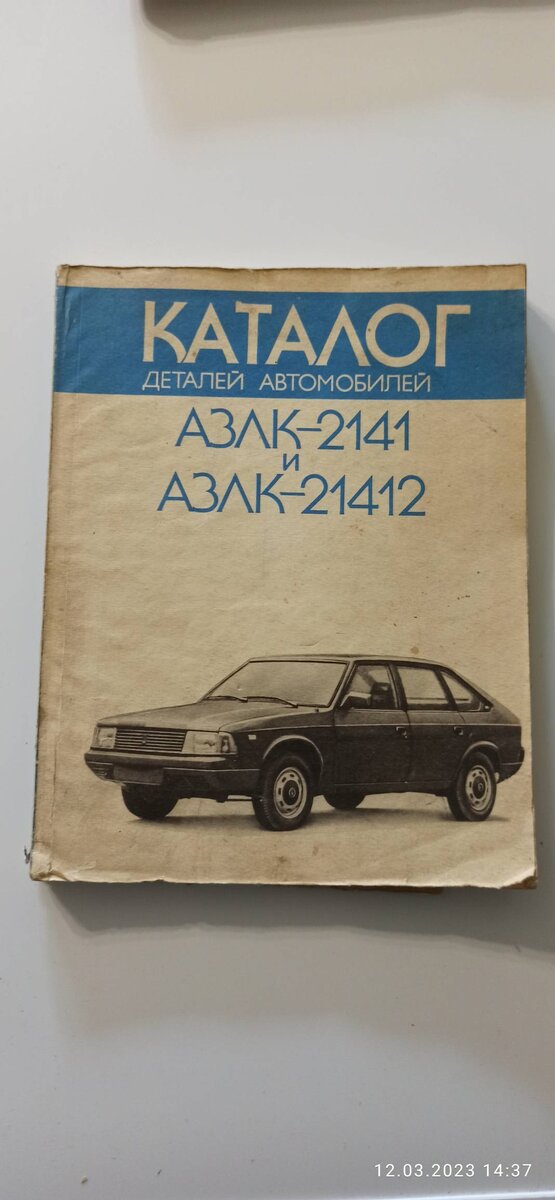 КАТАЛОГ
ДЕТАЛЕЙ АВТОМОБИЛЕЙ
АЗЛК-2141
и
АЗЛК-21412
12.03.2023 14:37